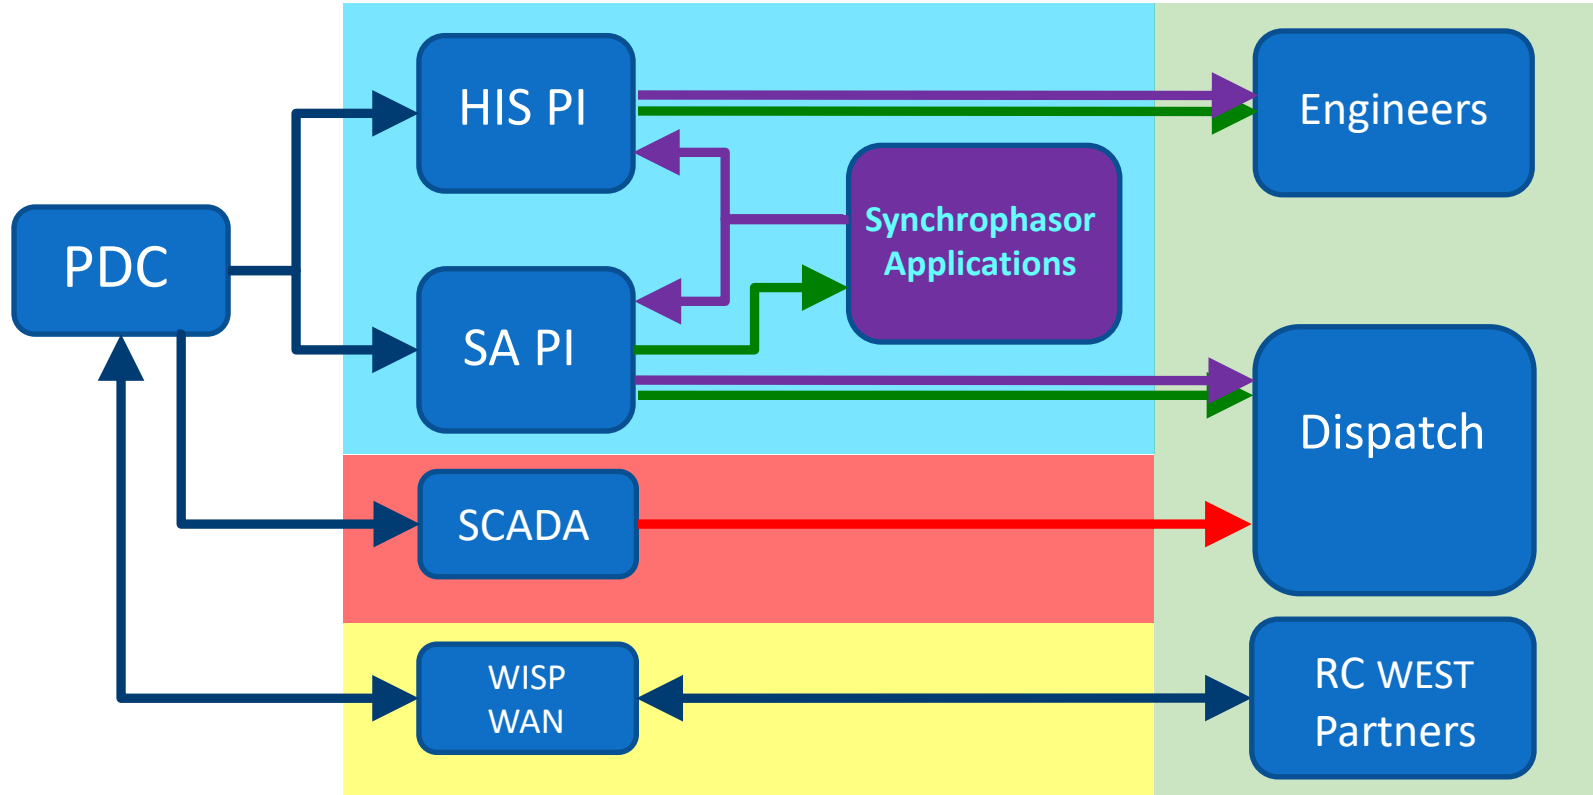 HIS PI
Engineers
Synchrophasor
Applications
PDC
SA PI
Dispatch
SCADA
WISP
WAN
RC WEST
Partners